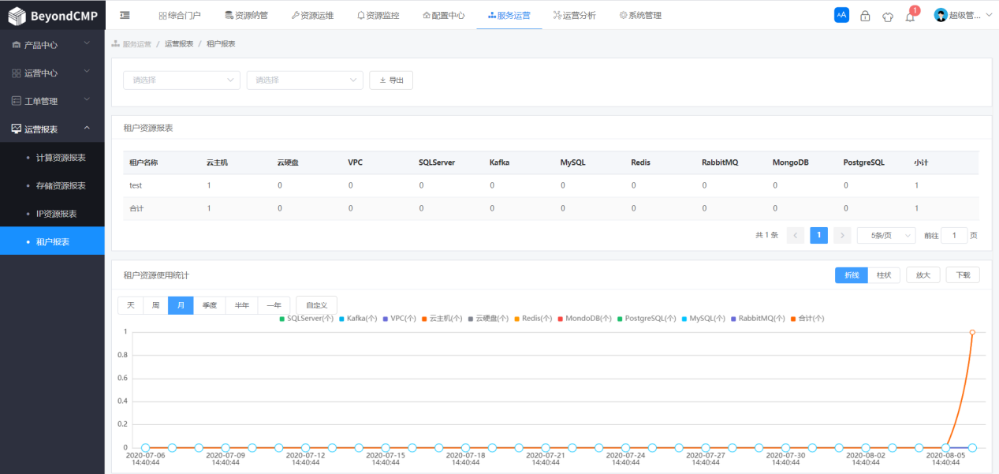 BeyondCMP 综合门户 资源纳管 资源运维 资源监控 配置中心 服务运营 运营分析 系统管理 AA 1 超级管...
产品中心
运营中心
工单管理
运营报表
计算资源报表
存储资源报表
IP资源报表
租户报表
服务运营 / 运营报表 / 租户报表
请选择 请选择 导出
租户资源报表
租户名称 云主机 云硬盘 VPC SQLServer Kafka MySQL Redis RabbitMQ MongoDB PostgreSQL 小计
test 1 0 0 0 0 0 0 0 0 0 1
合计 1 0 0 0 0 0 0 0 0 0 1
共 1 条 < 1 > 5条/页 前往 1 页
租户资源使用统计 折线 柱状 放大 下载
天 周 月 季度 半年 一年 自定义
SQLServer(个) Kafka(个) VPC(个) 云主机(个) 云硬盘(个) Redis(个) MondoDB(个) PostgreSQL(个) MySQL(个) RabbitMQ(个) 合计(个)
1
0.8
0.6
0.4
0.2
0
2020-07-06 2020-07-09 2020-07-12 2020-07-15 2020-07-18 2020-07-21 2020-07-24 2020-07-27 2020-07-30 2020-08-02 2020-08-05
14:40:44 14:40:44 14:40:44 14:40:44 14:40:44 14:40:44 14:40:44 14:40:44 14:40:44 14:40:44 14:40:44